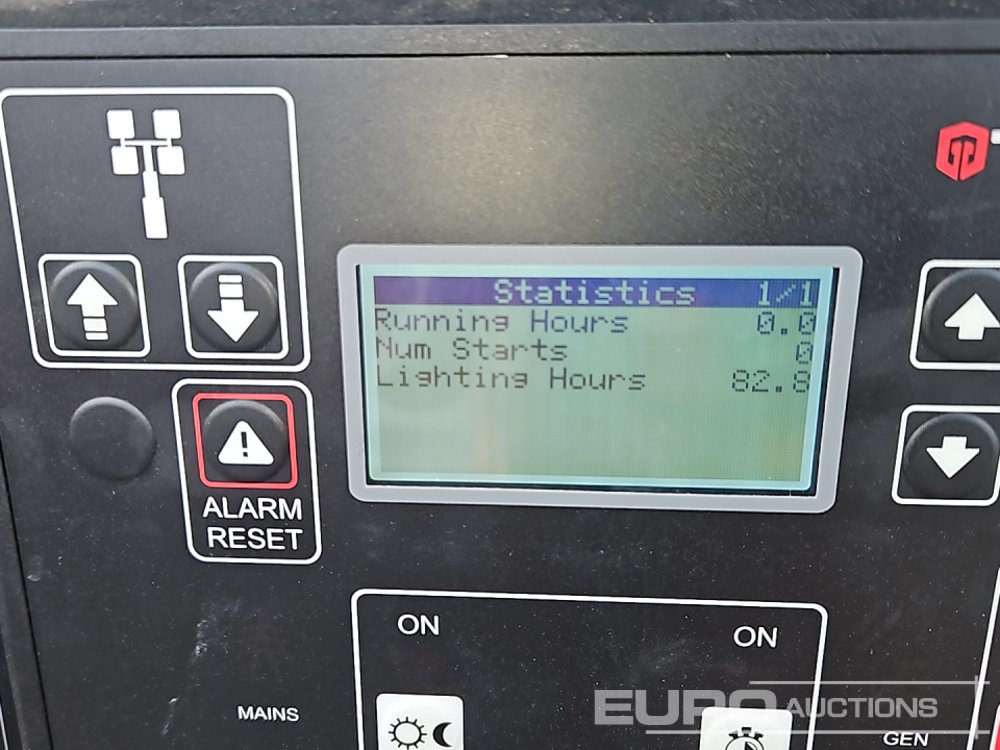 Statistics 1/1
Running Hours 0.0
Num Starts 0
Lighting Hours 82.8
ALARM
RESET
ON
ON
MAINS
GEN
EURO AUCTIONS